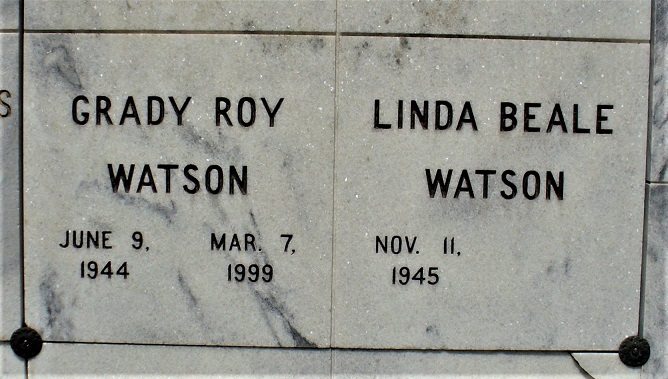 GRADY ROY
WATSON
JUNE 9, 1944
MAR. 7, 1999
LINDA BEALE
WATSON
NOV. 11, 1945
S